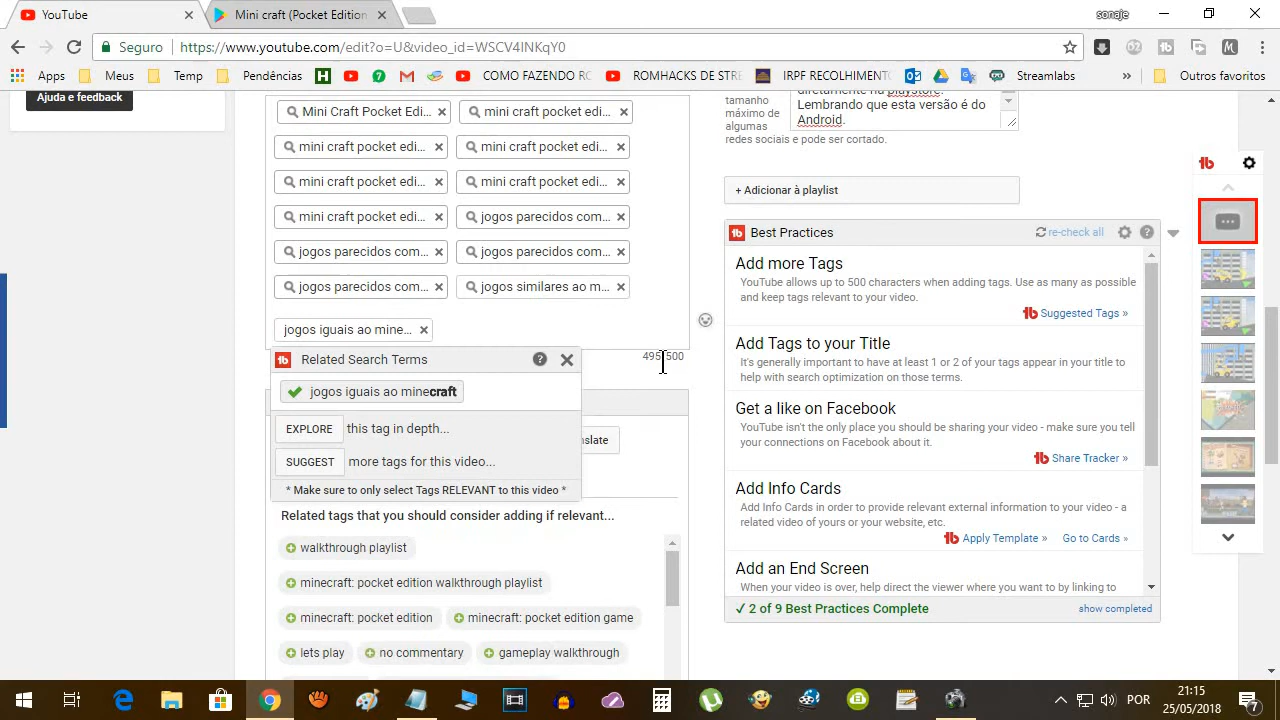 YouTube
Mini craft (Pocket Edition
sonaje
Seguro
https://www.youtube.com/edit?o=U&video_id=WSCV4INKqY0
Apps
Meus
Temp
Pendências
COMO FAZENDO RO
ROMHACKS DE STRE
IRPF RECOLHIMENTO
Streamlabs
»
Outros favoritos
Ajuda e feedback
Mini Craft Pocket Edi...
mini craft pocket edi...
mini craft pocket edi...
mini craft pocket edi...
mini craft pocket edi...
mini craft pocket edi...
mini craft pocket edi...
jogos parecidos com...
jogos parecidos com...
jogos parecidos com...
jogos parecidos com...
jogos similares ao m...
jogos iguais ao mine...
495/500
Related Search Terms
jogos iguais ao minecraft
EXPLORE this tag in depth...
SUGGEST more tags for this video...
* Make sure to only select Tags RELEVANT to this video *
nslate
Related tags that you should consider adding if relevant...
walkthrough playlist
minecraft: pocket edition walkthrough playlist
minecraft: pocket edition
minecraft: pocket edition game
lets play
no commentary
gameplay walkthrough
tamanho
máximo de
algumas
redes sociais e pode ser cortado.
diretamente na playstore.
Lembrando que esta versão é do
Android.
+ Adicionar à playlist
Best Practices
re-check all
Add more Tags
YouTube allows up to 500 characters when adding tags. Use as many as possible
and keep tags relevant to your video.
Suggested Tags »
Add Tags to your Title
It's generally important to have at least 1 or 2 of your tags appear in your title to
help with search optimization on those terms.
Get a like on Facebook
YouTube isn't the only place you should be sharing your video - make sure you tell
your connections on Facebook about it.
Share Tracker »
Add Info Cards
Add Info Cards in order to provide relevant external information to your video - a
related video of yours or your website, etc.
Apply Template »
Go to Cards »
Add an End Screen
When your video is over, help direct the viewer where you want to by linking to
2 of 9 Best Practices Complete
show completed
POR
21:15
25/05/2018
7